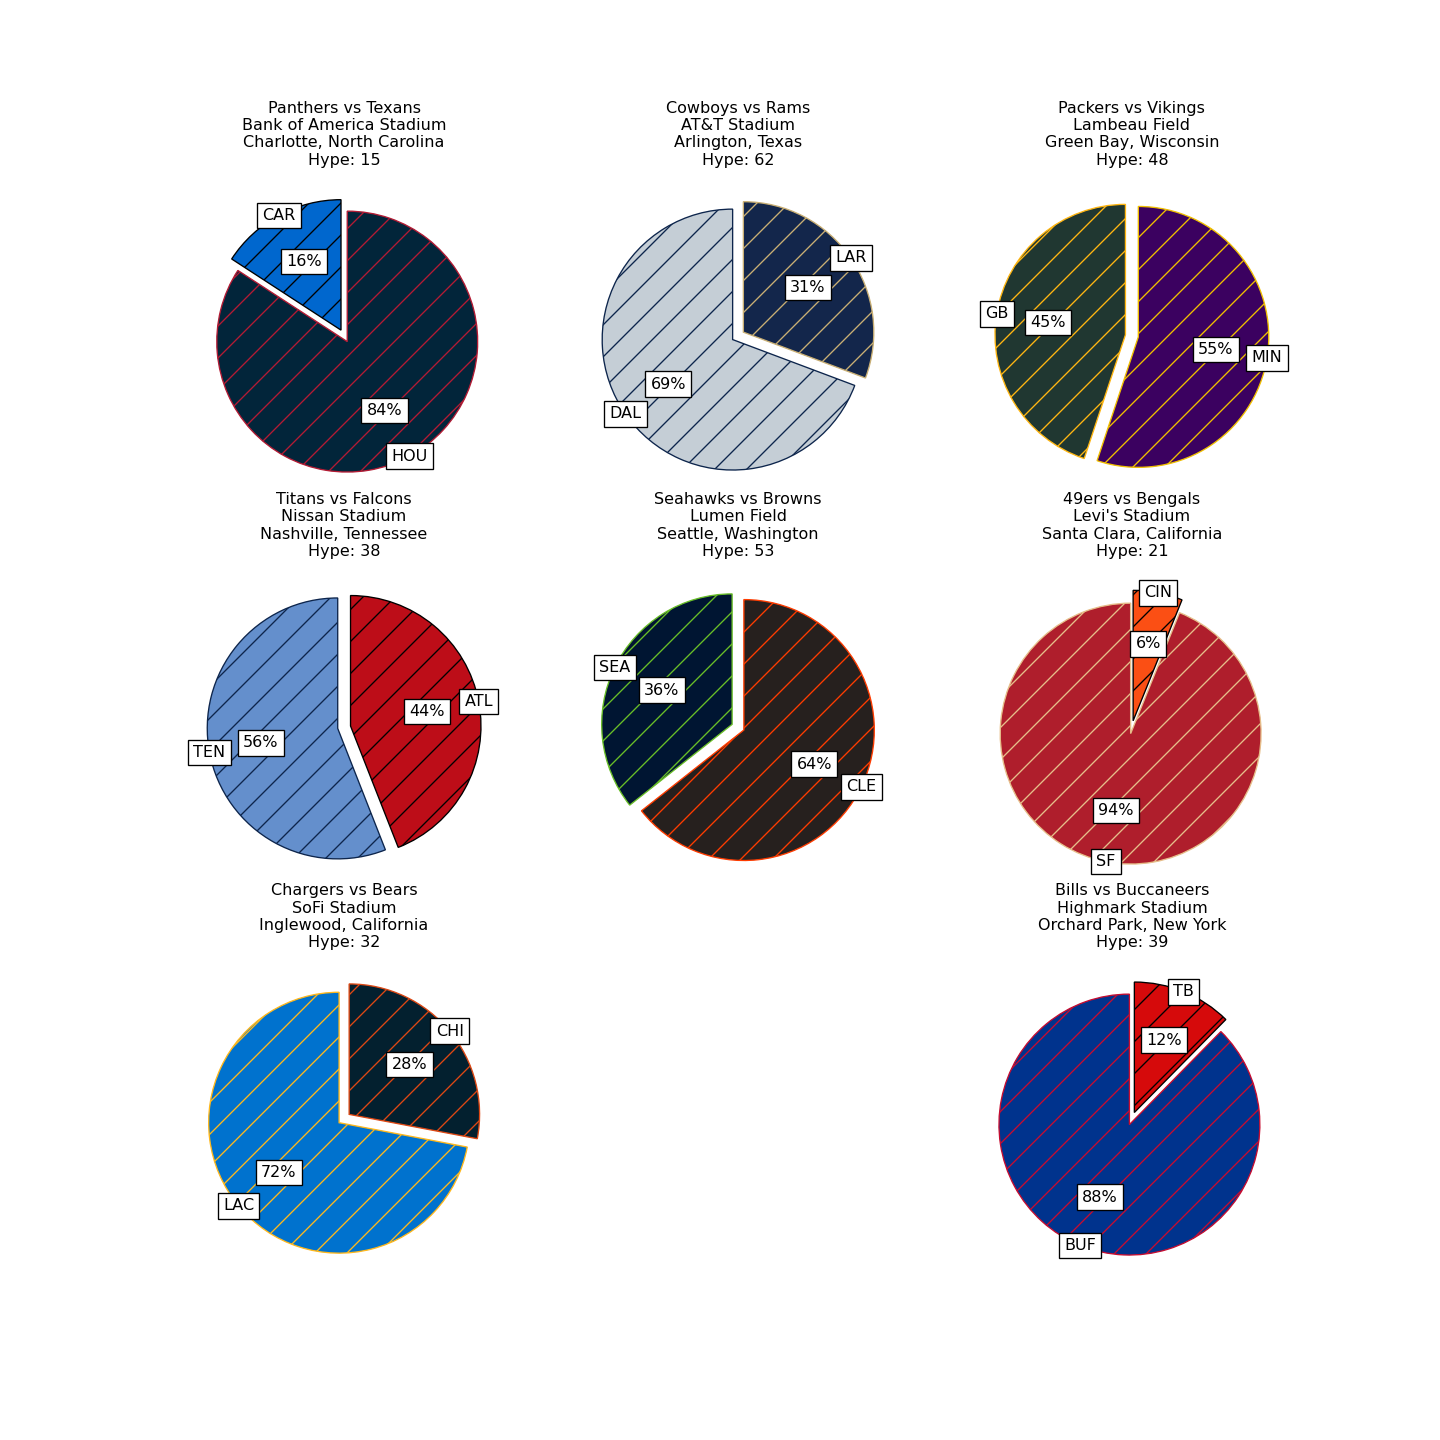 Panthers vs Texans
Bank of America Stadium
Charlotte, North Carolina
Hype: 15
CAR
16%
84%
HOU
Cowboys vs Rams
AT&T Stadium
Arlington, Texas
Hype: 62
LAR
31%
69%
DAL
Packers vs Vikings
Lambeau Field
Green Bay, Wisconsin
Hype: 48
GB
45%
55%
MIN
Titans vs Falcons
Nissan Stadium
Nashville, Tennessee
Hype: 38
ATL
44%
56%
TEN
Seahawks vs Browns
Lumen Field
Seattle, Washington
Hype: 53
SEA
36%
64%
CLE
49ers vs Bengals
Levi's Stadium
Santa Clara, California
Hype: 21
CIN
6%
94%
SF
Chargers vs Bears
SoFi Stadium
Inglewood, California
Hype: 32
CHI
28%
72%
LAC
Bills vs Buccaneers
Highmark Stadium
Orchard Park, New York
Hype: 39
TB
12%
88%
BUF